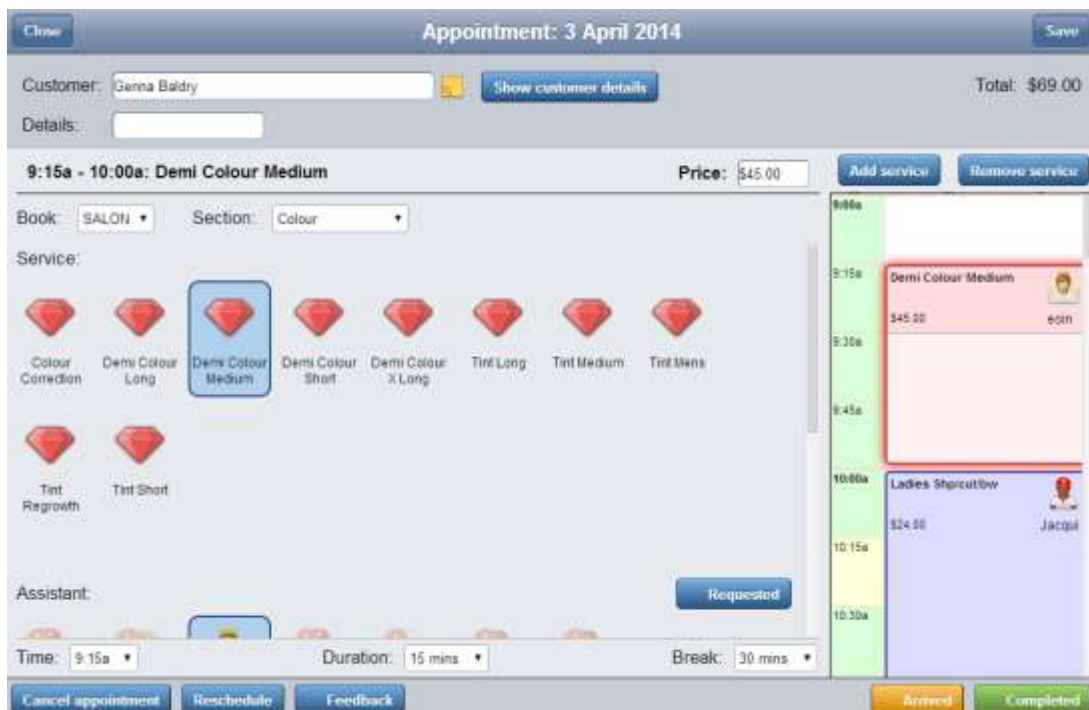 Close Appointment: 3 April 2014 Save
Customer: Genna Baldry Show customer details Total: $69.00
Details:
9:15a - 10:00a: Demi Colour Medium Price: $45.00 Add service Remove service
Book: SALON Section: Colour
Service:
Colour Correction
Demi Colour Long
Demi Colour Medium
Demi Colour Short
Demi Colour X Long
Tint Long
Tint Medium
Tint Mens
Tint Regrowth
Tint Short
Assistant: Requested
Time: 9:15a Duration: 15 mins Break: 30 mins
9:00a
9:15a Demi Colour Medium
$45.00
9:30a
9:45a
10:00a Ladies Shp/cut/bw
$24.00 Jacqui
10:15a
10:30a
Cancel appointment Reschedule Feedback Arrived Completed